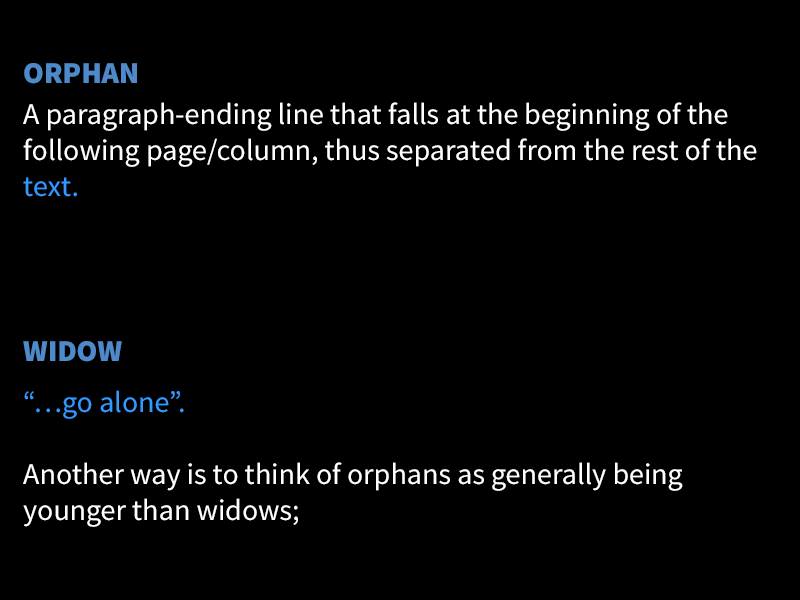 ORPHAN
A paragraph-ending line that falls at the beginning of the
following page/column, thus separated from the rest of the
text.
WIDOW
“…go alone”.
Another way is to think of orphans as generally being
younger than widows;